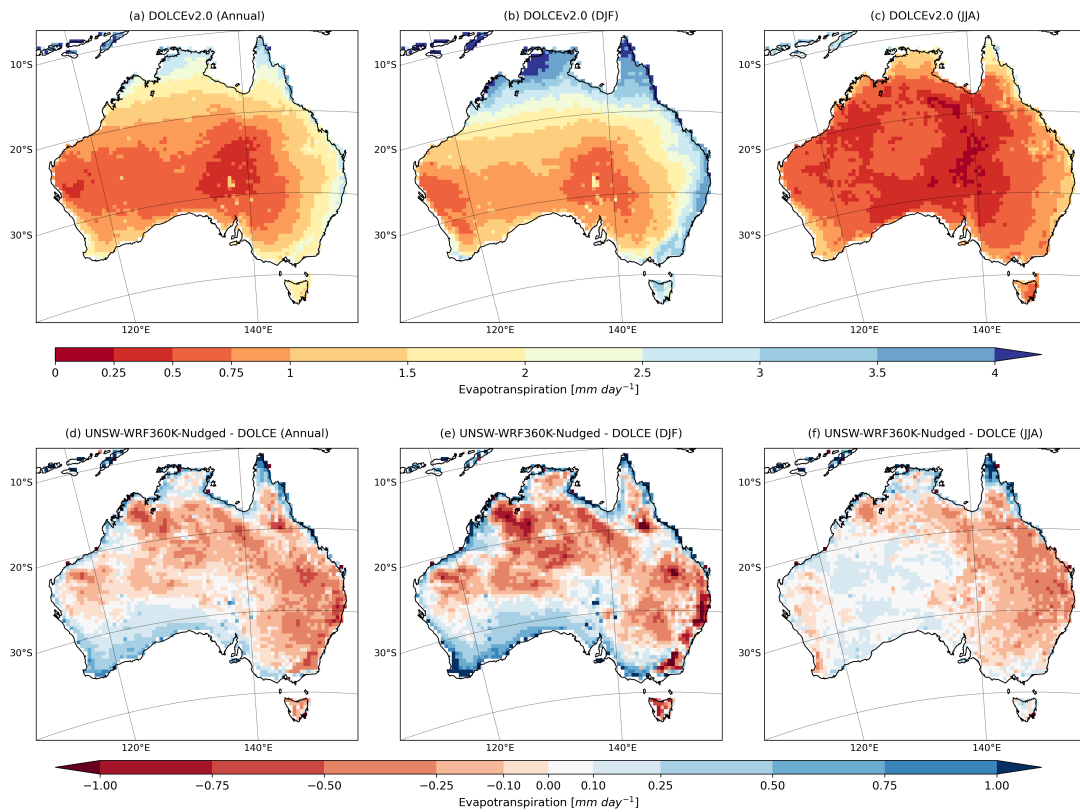 (a) DOLCEv2.0 (Annual)
(b) DOLCEv2.0 (DJF)
(c) DOLCEv2.0 (JJA)
10°S
20°S
30°S
120°E 140°E
10°S
20°S
30°S
120°E 140°E
10°S
20°S
30°S
120°E 140°E
0 0.25 0.5 0.75 1 1.5 2 2.5 3 3.5 4
Evapotranspiration [mm day⁻¹]
(d) UNSW-WRF360K-Nudged - DOLCE (Annual)
(e) UNSW-WRF360K-Nudged - DOLCE (DJF)
(f) UNSW-WRF360K-Nudged - DOLCE (JJA)
10°S
20°S
30°S
120°E 140°E
10°S
20°S
30°S
120°E 140°E
10°S
20°S
30°S
120°E 140°E
−1.00 −0.75 −0.50 −0.25 −0.10 0.00 0.10 0.25 0.50 0.75 1.00
Evapotranspiration [mm day⁻¹]